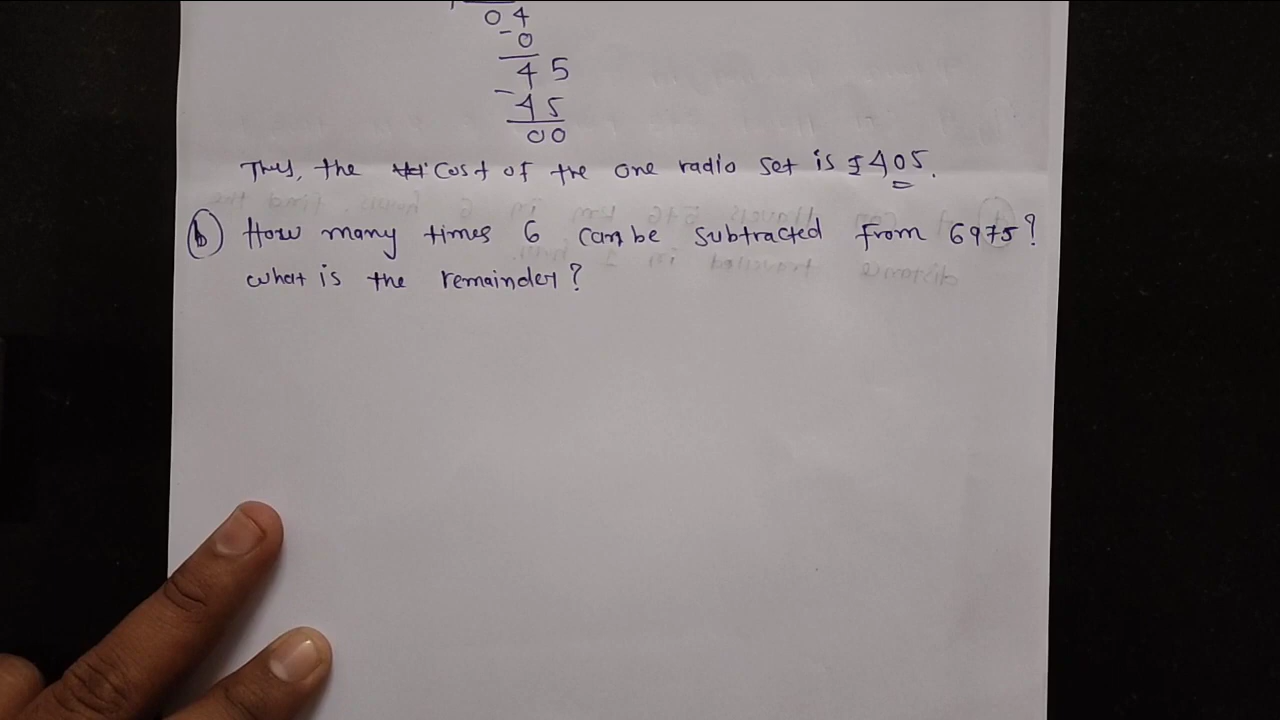 04
-0
45
-45
00
Thus, the cost of the one radio set is ₹405.
(b) How many times 6 can be subtracted from 6975?
what is the remainder?